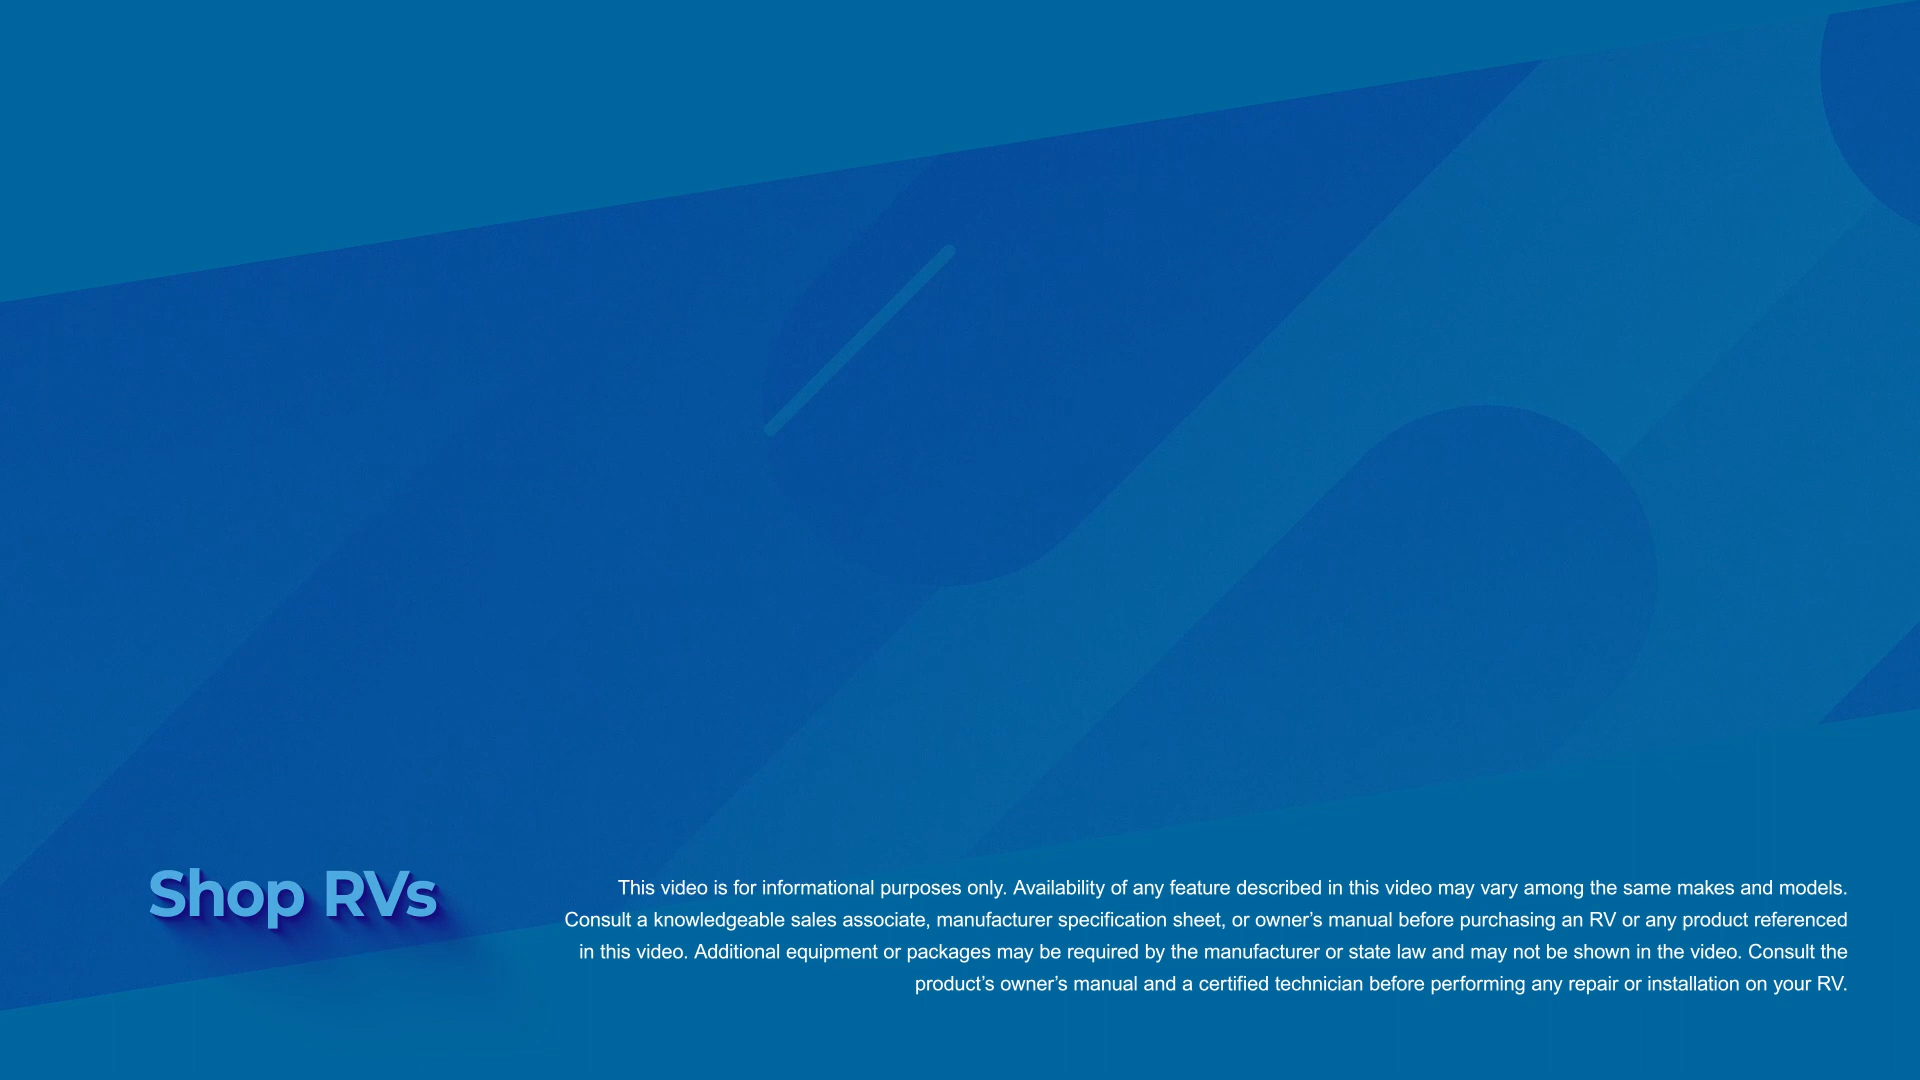 Shop RVs
This video is for informational purposes only. Availability of any feature described in this video may vary among the same makes and models.
Consult a knowledgeable sales associate, manufacturer specification sheet, or owner’s manual before purchasing an RV or any product referenced
in this video. Additional equipment or packages may be required by the manufacturer or state law and may not be shown in the video. Consult the
product’s owner’s manual and a certified technician before performing any repair or installation on your RV.